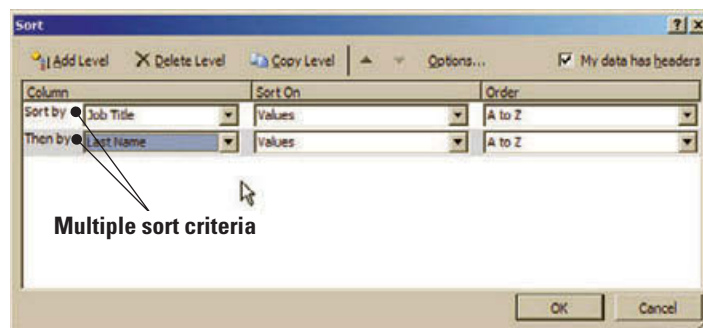 Sort
Add Level Delete Level Copy Level Options... My data has headers
Column Sort On Order
Sort by Job Title Values A to Z
Then by Last Name Values A to Z
Multiple sort criteria
OK Cancel